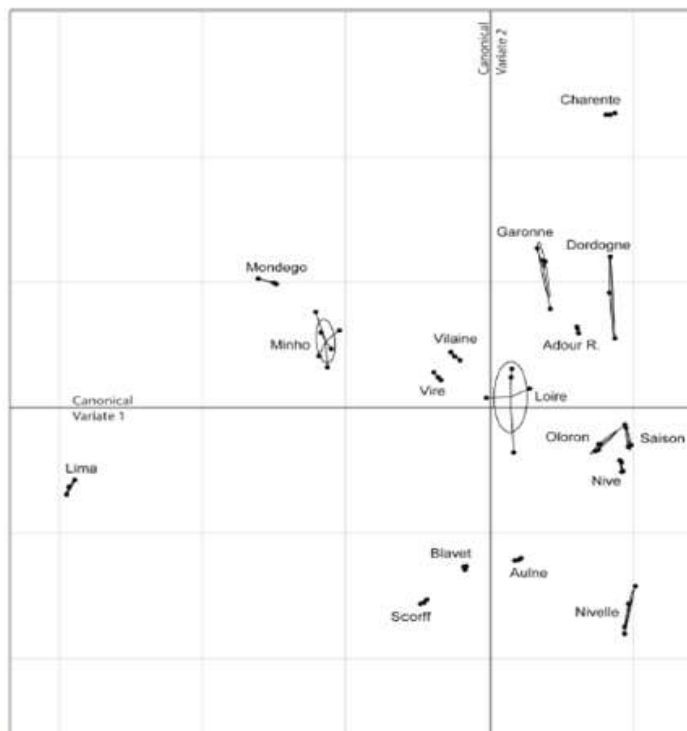 Canonical
Variate 2
Charente
Garonne
Dordogne
Mondego
Adour R.
Vilaine
Minho
Vire
Loire
Canonical
Variate 1
Oloron
Saison
Lima
Nive
Blavet
Aulne
Scorff
Nivelle